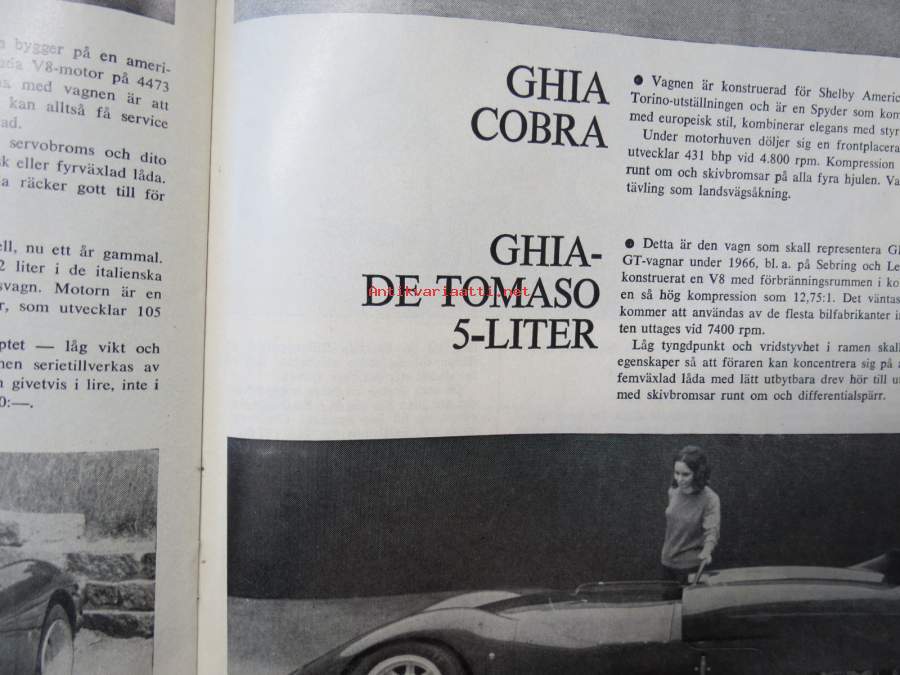 bygger på en ameri-
V8-motor på 4473
med vagnen är att
kan alltså få service
servobroms och dito
eller fyrväxlad låda.
räcker gott till för
nu ett år gammal.
liter i de italienska
Motorn är en
som utvecklar 105
— låg vikt och
serietillverkas av
givetvis i lire, inte i
0:—.
GHIA
COBRA
● Vagnen är konstruerad för Shelby Americ
Torino-utställningen och är en Spyder som kom
med europeisk stil, kombinerar elegans med styr
Under motorhuven döljer sig en frontplacera
utvecklar 431 bhp vid 4.800 rpm. Kompression
runt om och skivbromsar på alla fyra hjulen. Va
tävling som landsvägsåkning.
GHIA-
DE TOMASO
5-LITER
● Detta är den vagn som skall representera G
GT-vagnar under 1966, bl. a. på Sebring och Le
konstruerat en V8 med förbränningsrummen i ko
en så hög kompression som 12,75:1. Det väntas
kommer att användas av de flesta bilfabrikanter i
ten uttages vid 7400 rpm.
Låg tyngdpunkt och vridstyvhet i ramen skall
egenskaper så att föraren kan koncentrera sig på
femväxlad låda med lätt utbytbara drev hör till u
med skivbromsar runt om och differentialspärr.
Antikvariaatti.net